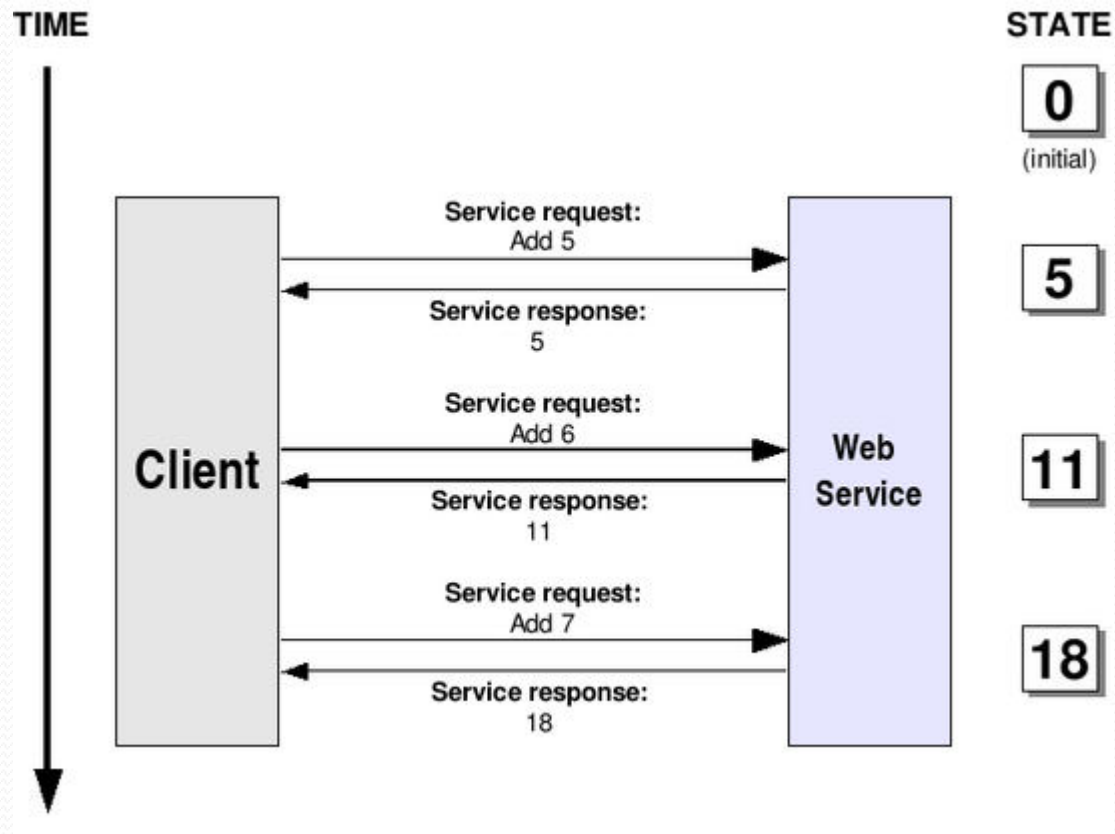 TIME
STATE
0
(initial)
Service request:
Add 5
5
Service response:
5
Service request:
Add 6
Client
Web
Service
11
Service response:
11
Service request:
Add 7
18
Service response:
18